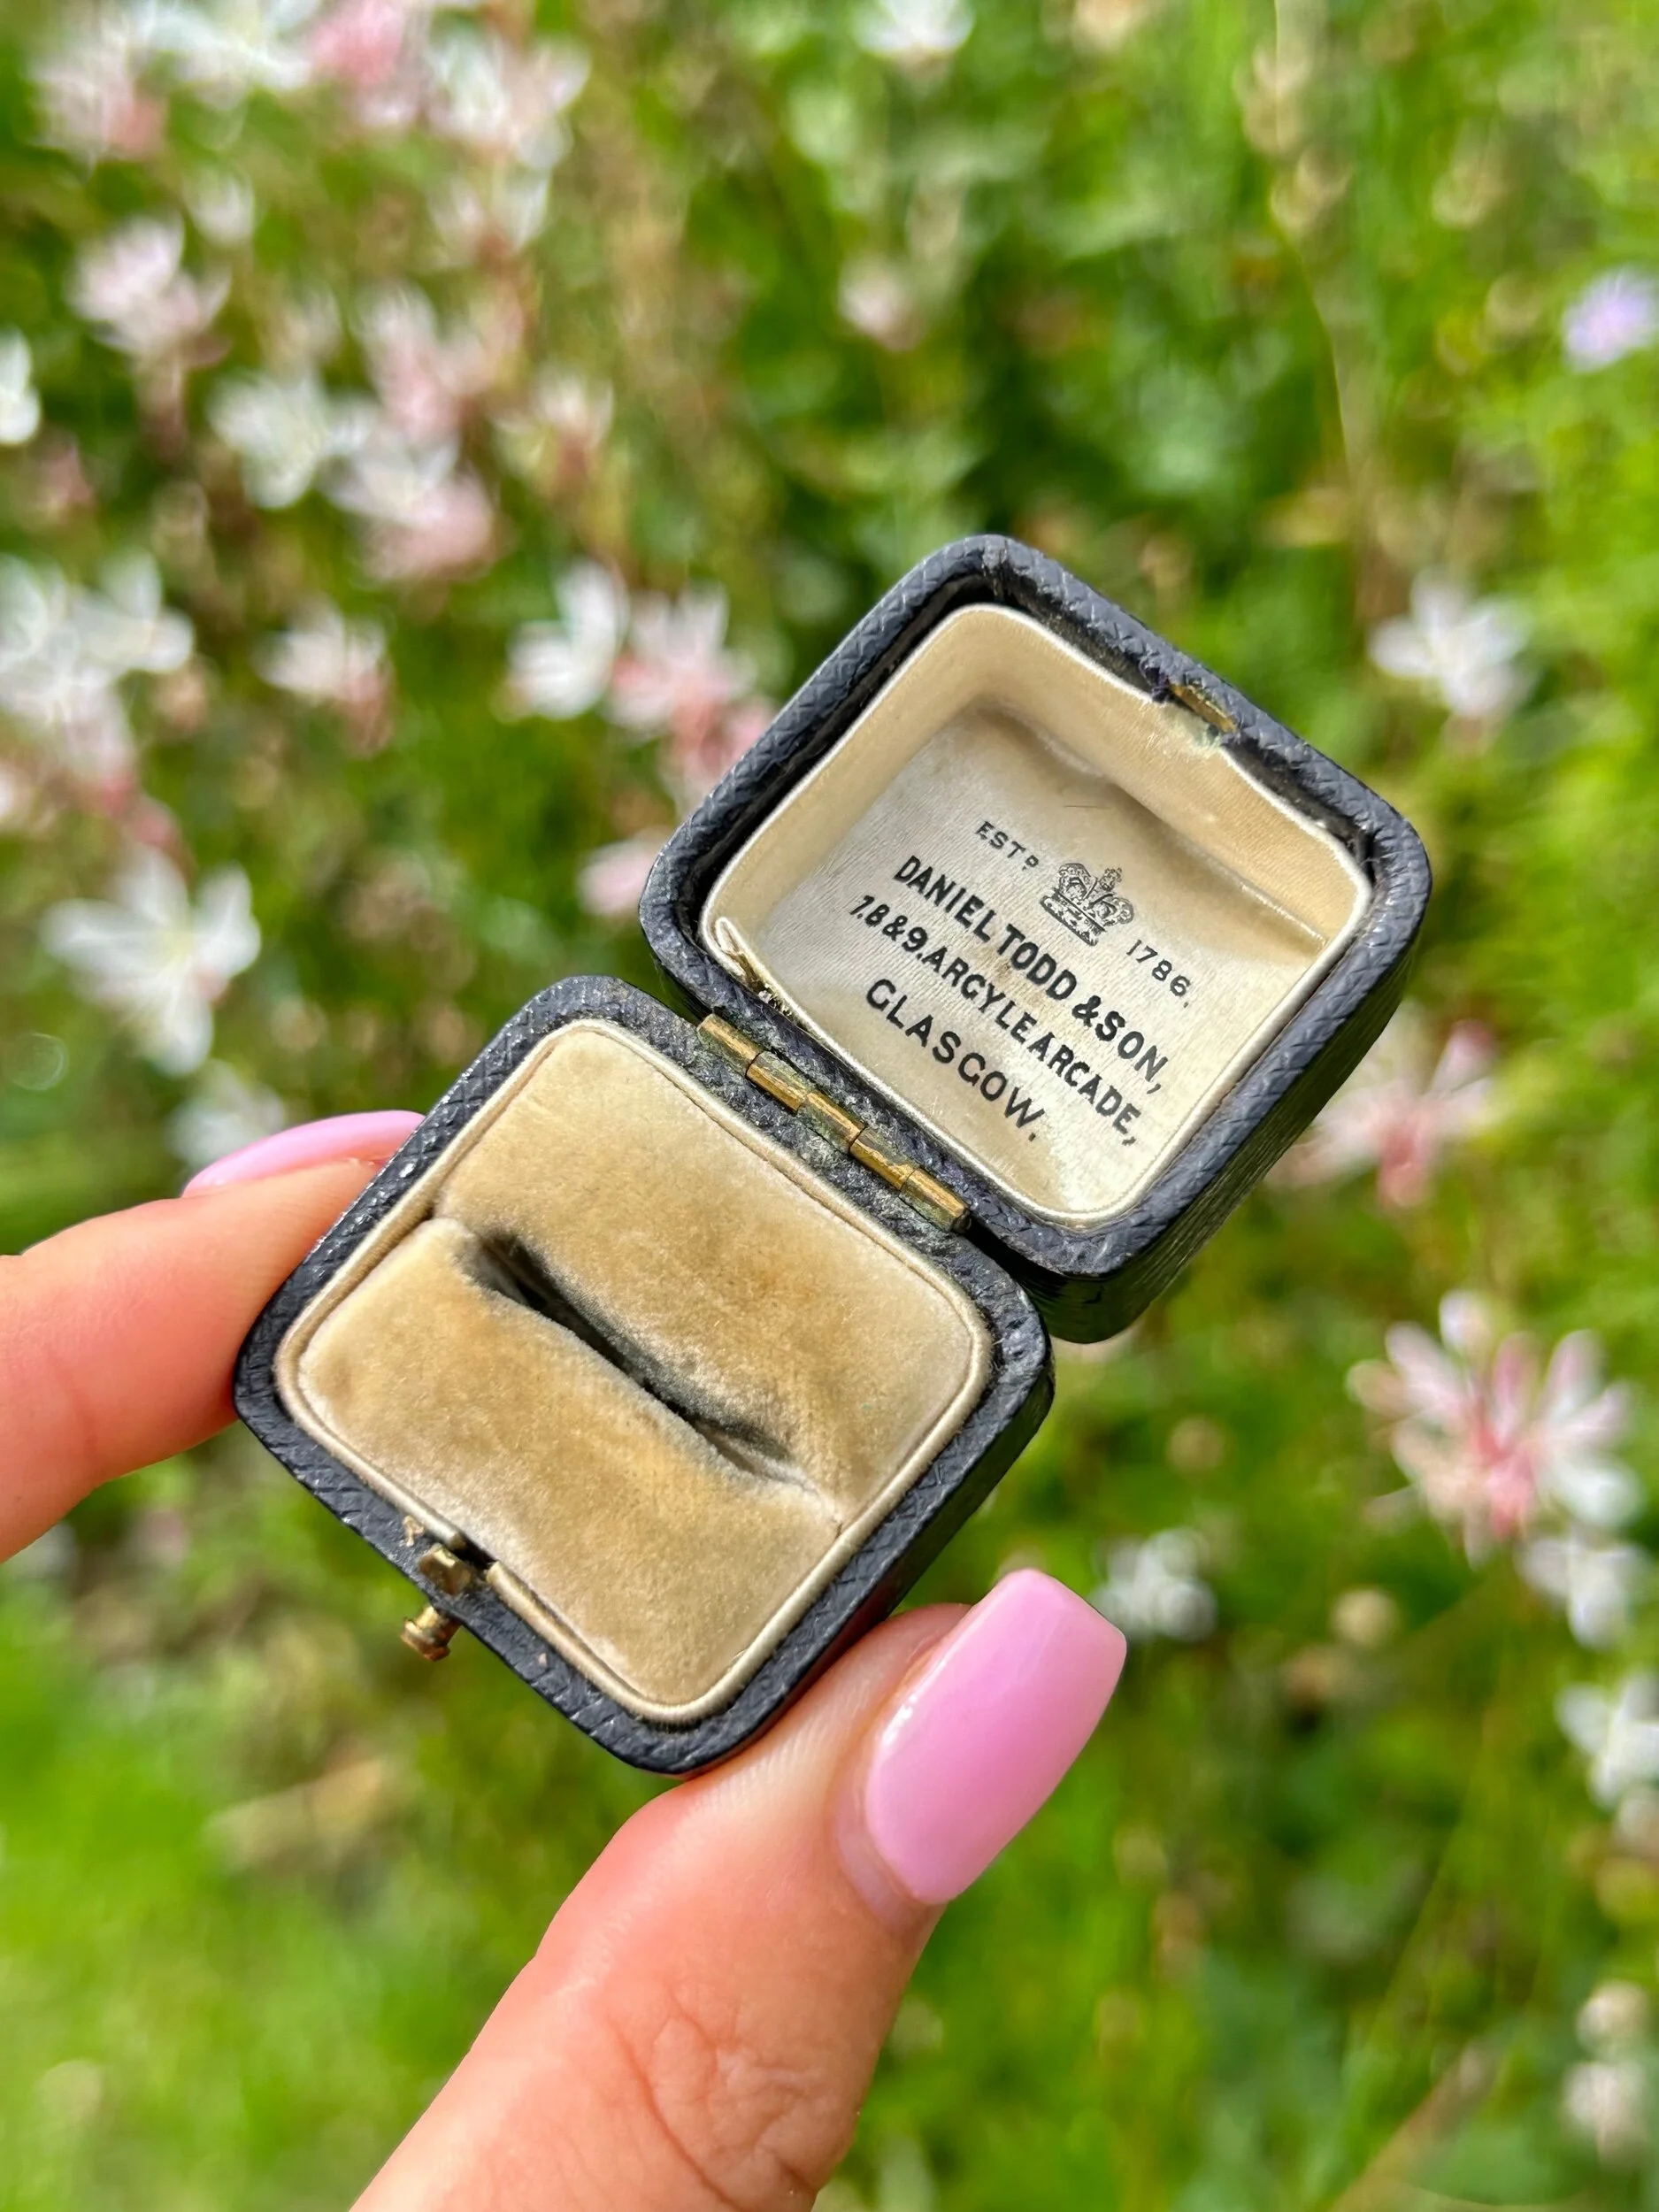 ESTD 1786.
DANIEL TODD & SON,
7.8 & 9. ARGYLE ARCADE,
GLASGOW.